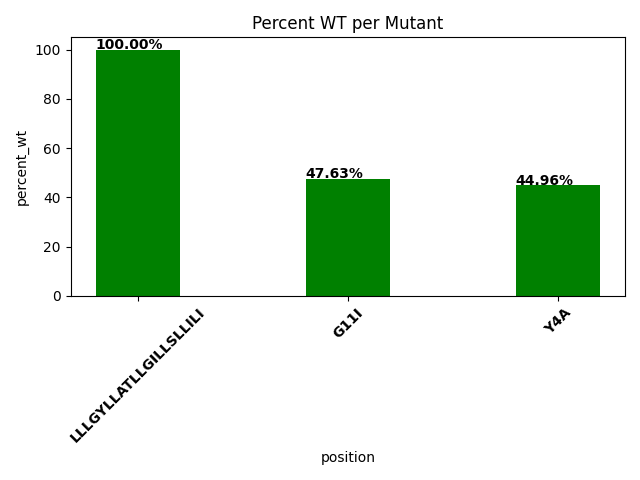 Percent WT per Mutant
percent_wt
100
80
60
40
20
0
100.00%
47.63%
44.96%
LLLGYLLATLLGILLSLLILI
G11I
Y4A
position